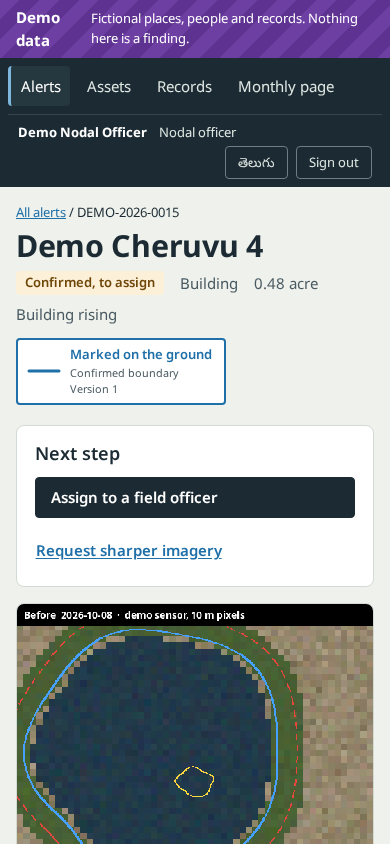 Demo data
Fictional places, people and records. Nothing here is a finding.
Alerts Assets Records Monthly page
Demo Nodal Officer Nodal officer
తెలుగు Sign out
All alerts / DEMO-2026-0015
Demo Cheruvu 4
Confirmed, to assign Building 0.48 acre
Building rising
Marked on the ground
Confirmed boundary
Version 1
Next step
Assign to a field officer
Request sharper imagery
Before 2026-10-08 · demo sensor, 10 m pixels